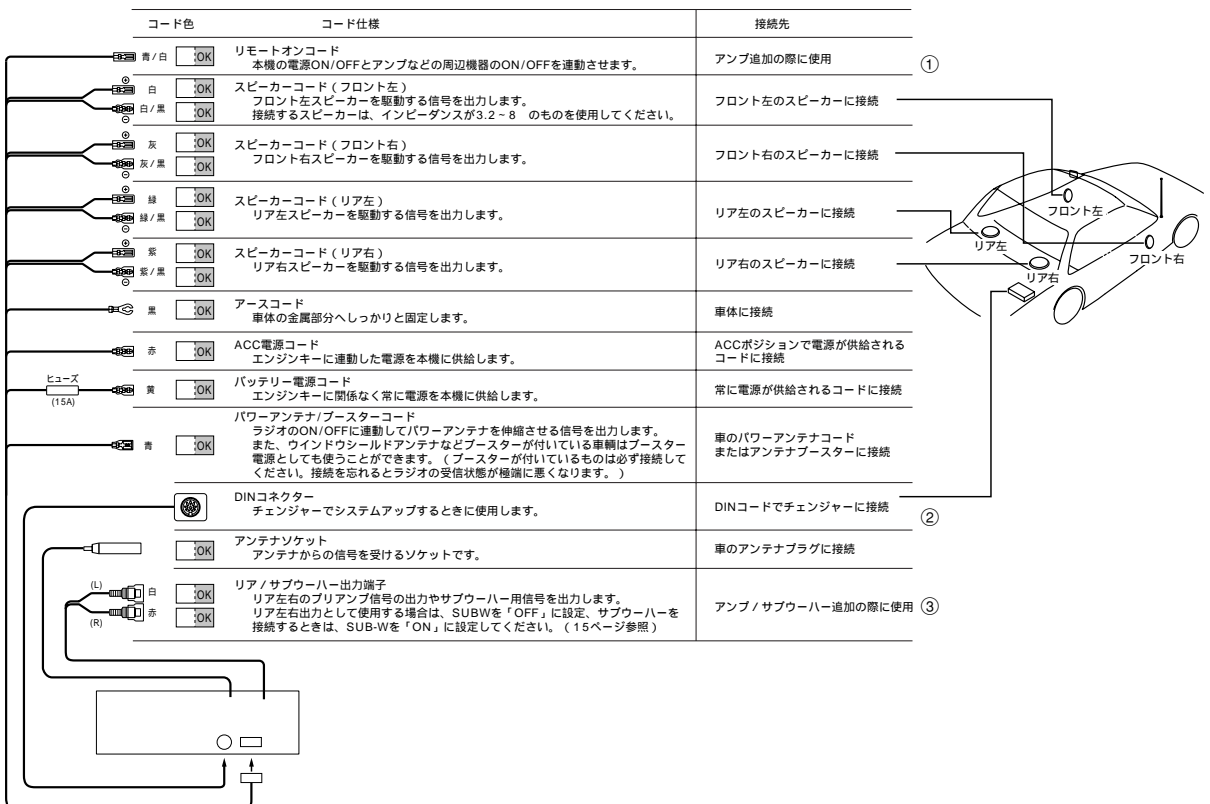 コード色 コード仕様 接続先
青/白 OK リモートオンコード
本機の電源ON/OFFとアンプなどの周辺機器のON/OFFを連動させます。
アンプ追加の際に使用 ①
⊕ 白 OK スピーカーコード(フロント左)
⊖ 白/黒 OK フロント左スピーカーを駆動する信号を出力します。
接続するスピーカーは、インピーダンスが3.2~8 のものを使用してください。
フロント左のスピーカーに接続
⊕ 灰 OK スピーカーコード(フロント右)
⊖ 灰/黒 OK フロント右スピーカーを駆動する信号を出力します。
フロント右のスピーカーに接続
⊕ 緑 OK スピーカーコード(リア左)
⊖ 緑/黒 OK リア左スピーカーを駆動する信号を出力します。
リア左のスピーカーに接続
⊕ 紫 OK スピーカーコード(リア右)
⊖ 紫/黒 OK リア右スピーカーを駆動する信号を出力します。
リア右のスピーカーに接続
フロント左
リア左
フロント右
リア右
黒 OK アースコード
車体の金属部分へしっかりと固定します。
車体に接続
赤 OK ACC電源コード
エンジンキーに連動した電源を本機に供給します。
ACCポジションで電源が供給される
コードに接続
ヒューズ
(15A)
黄 OK バッテリー電源コード
エンジンキーに関係なく常に電源を本機に供給します。
常に電源が供給されるコードに接続
青 OK パワーアンテナ/ブースターコード
ラジオのON/OFFに連動してパワーアンテナを伸縮させる信号を出力します。
また、ウインドウシールドアンテナなどブースターが付いている車輌はブースター
電源としても使うことができます。(ブースターが付いているものは必ず接続して
ください。接続を忘れるとラジオの受信状態が極端に悪くなります。)
車のパワーアンテナコード
またはアンテナブースターに接続
DINコネクター
チェンジャーでシステムアップするときに使用します。
DINコードでチェンジャーに接続 ②
OK アンテナソケット
アンテナからの信号を受けるソケットです。
車のアンテナプラグに接続
(L) 白 OK リア/サブウーハー出力端子
(R) 赤 OK リア左右のプリアンプ信号の出力やサブウーハー用信号を出力します。
リア左右出力として使用する場合は、SUBWを「OFF」に設定、サブウーハーを
接続するときは、SUB-Wを「ON」に設定してください。(15ページ参照)
アンプ/サブウーハー追加の際に使用 ③